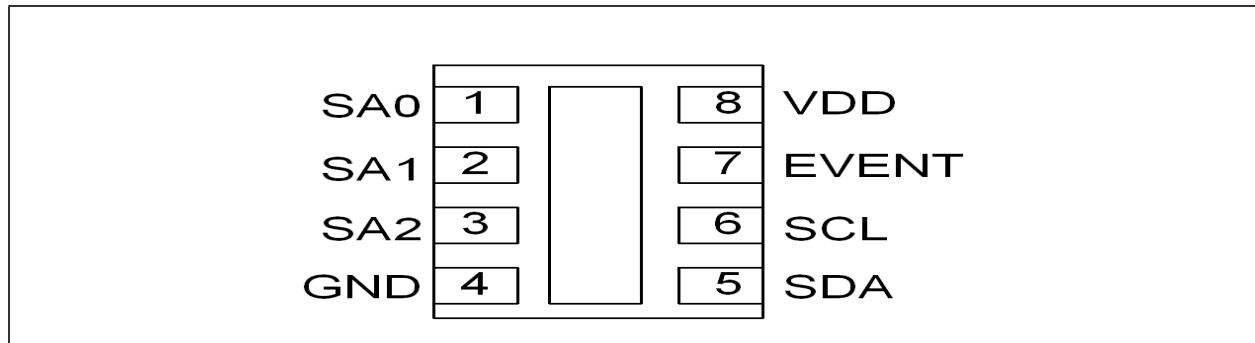 SA0 1 8 VDD
SA1 2 7 EVENT
SA2 3 6 SCL
GND 4 5 SDA